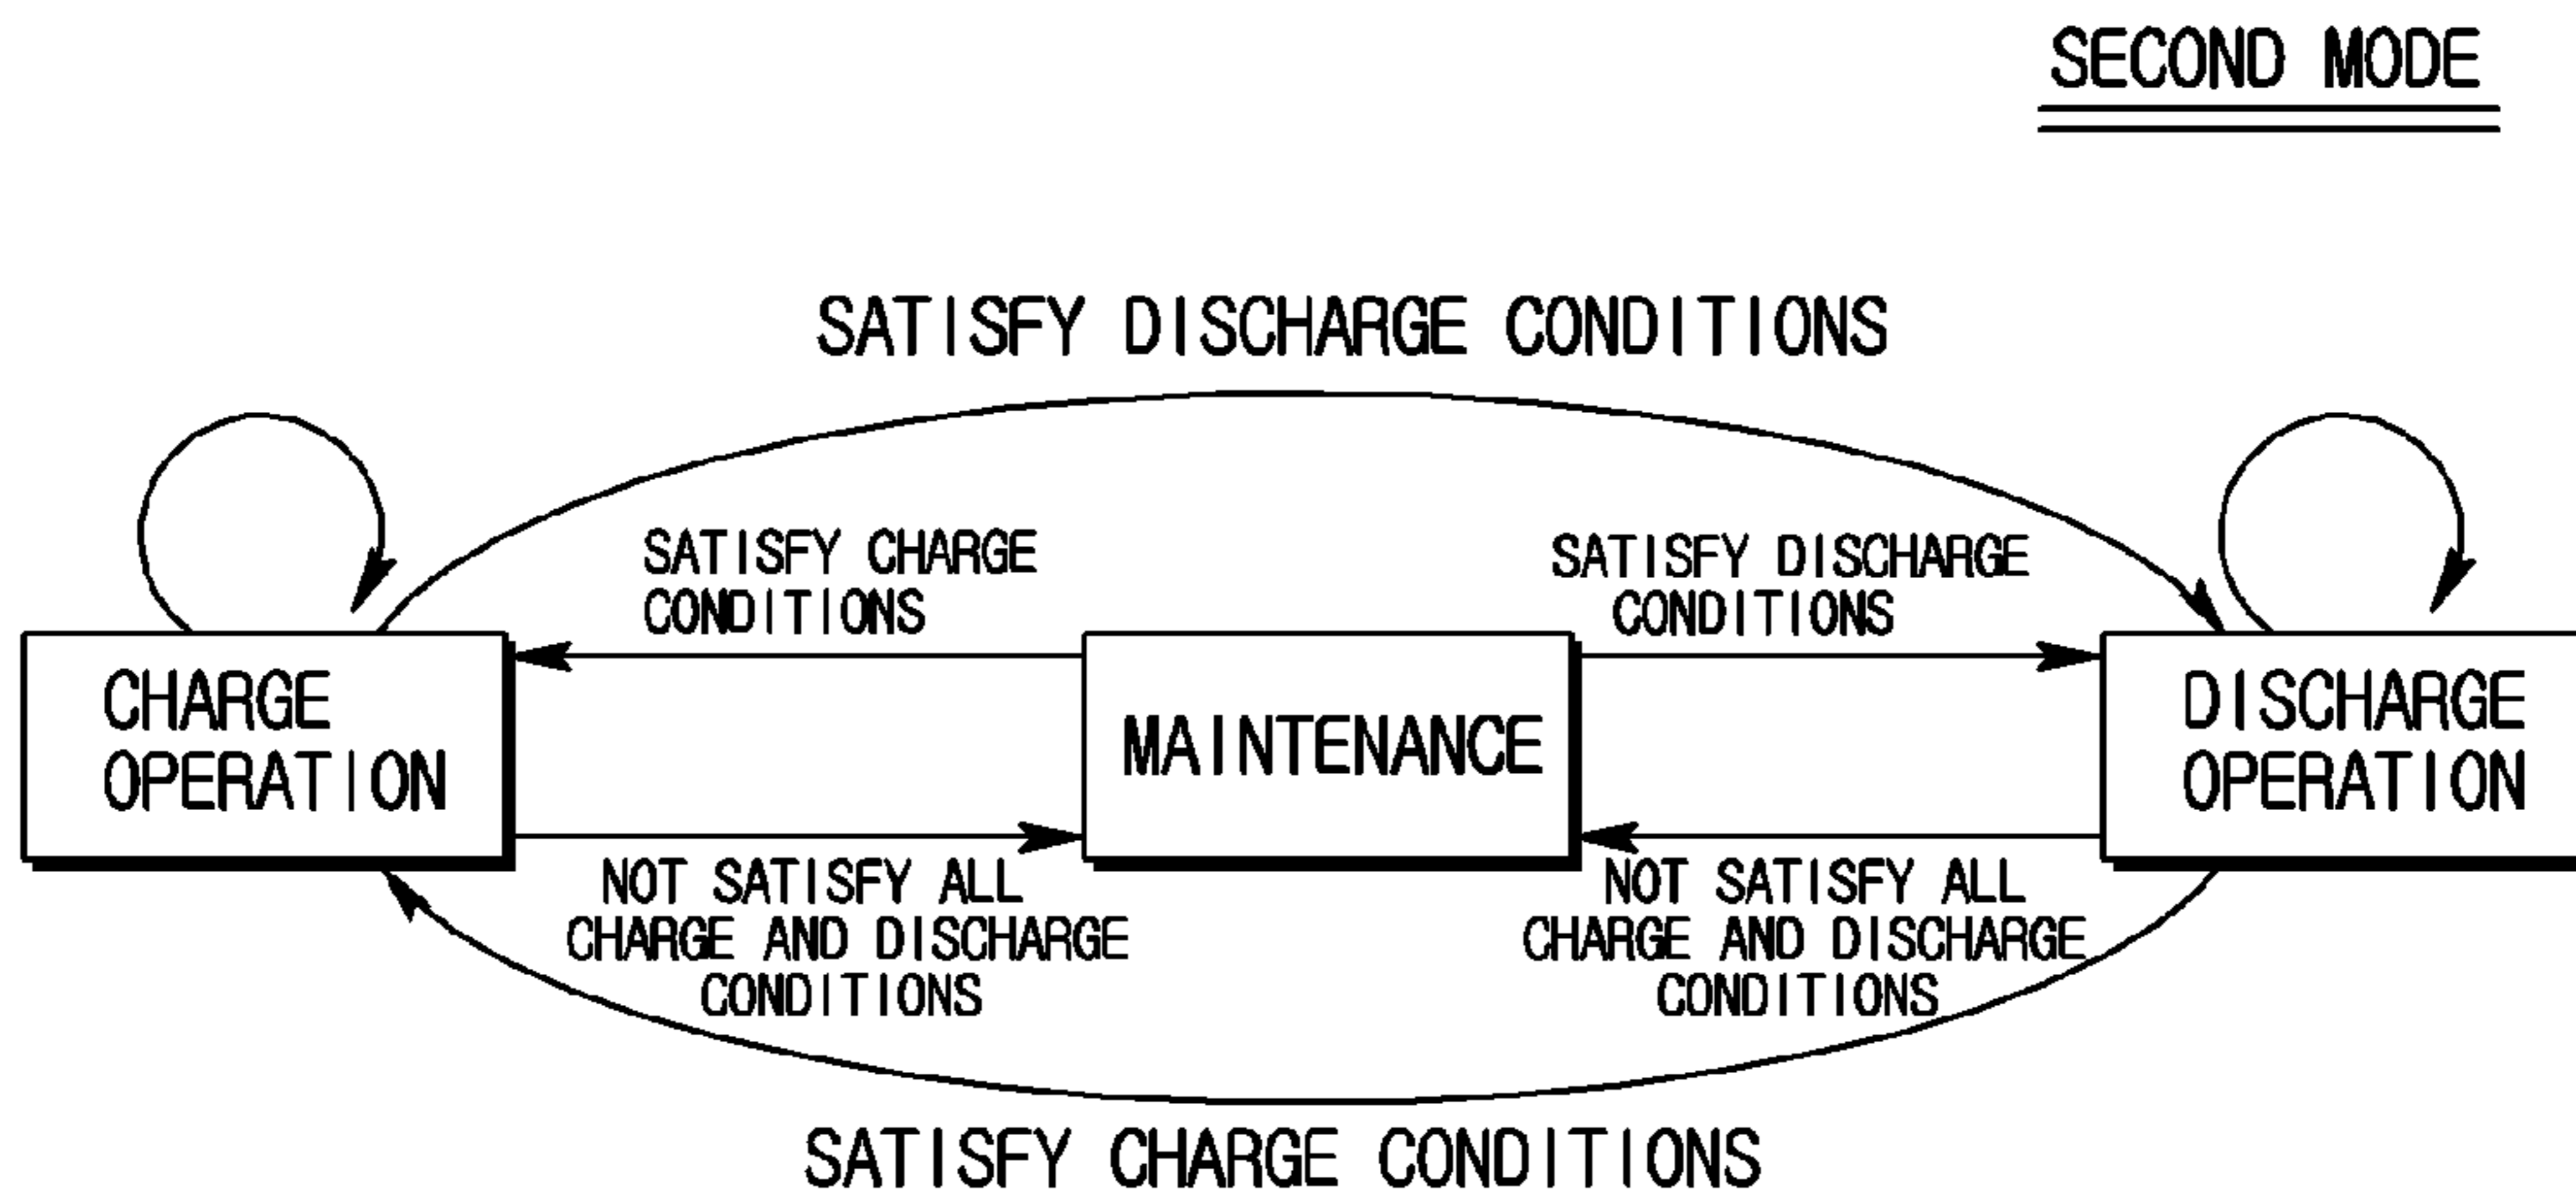 SECOND MODE
SATISFY DISCHARGE CONDITIONS
SATISFY CHARGE
CONDITIONS
SATISFY DISCHARGE
CONDITIONS
CHARGE
OPERATION
MAINTENANCE
DISCHARGE
OPERATION
NOT SATISFY ALL
CHARGE AND DISCHARGE
CONDITIONS
NOT SATISFY ALL
CHARGE AND DISCHARGE
CONDITIONS
SATISFY CHARGE CONDITIONS